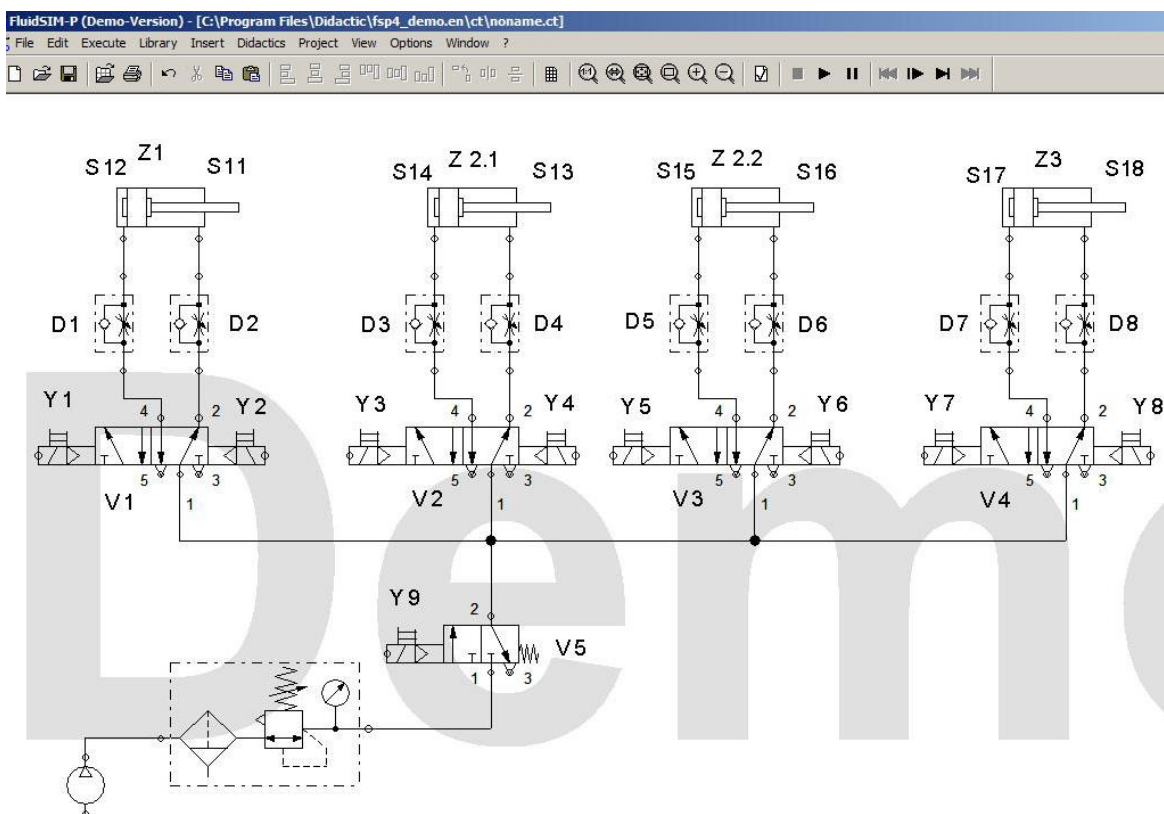 FluidSIM-P (Demo-Version) - [C:\Program Files\Didactic\fsp4_demo.en\ct\noname.ct]
File Edit Execute Library Insert Didactics Project View Options Window ?
S12 Z1 S11 S14 Z 2.1 S13 S15 Z 2.2 S16 S17 Z3 S18
D1 D2 D3 D4 D5 D6 D7 D8
Y1 4 2 Y2 Y3 4 2 Y4 Y5 4 2 Y6 Y7 4 2 Y8
5 3 5 3 5 3 5 3
V1 1 V2 1 V3 1 V4 1
Y9 2
V5
1 3
Demo